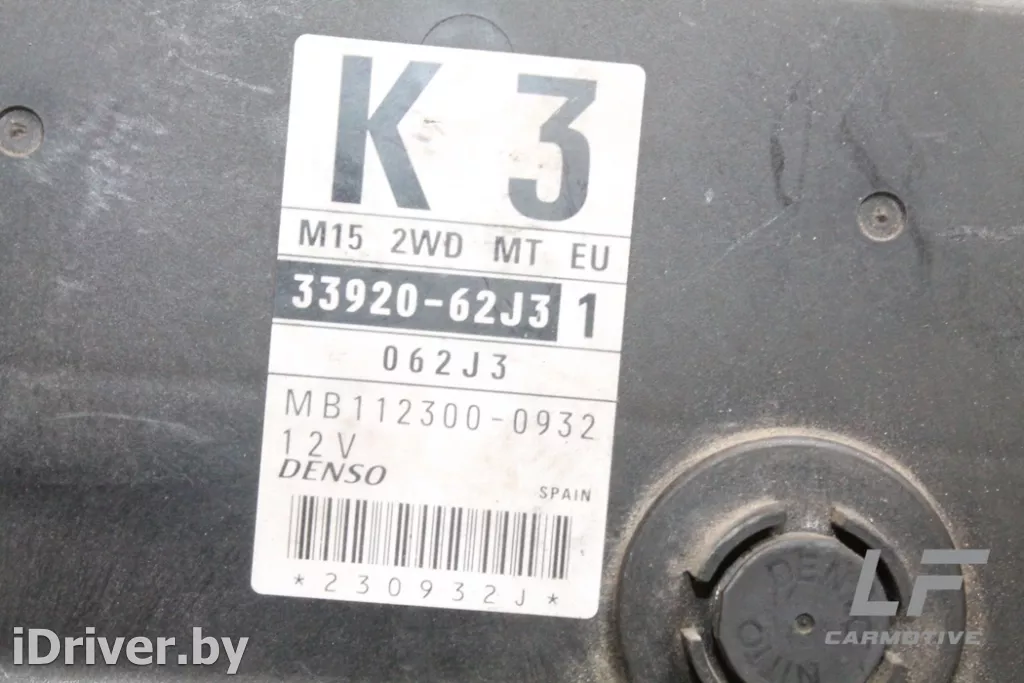 K 3
M15 2WD MT EU
33920-62J3 1
062J3
MB112300-0932
12V
DENSO
SPAIN
*230932J*
LF
CARMOTIVE
iDriver.by